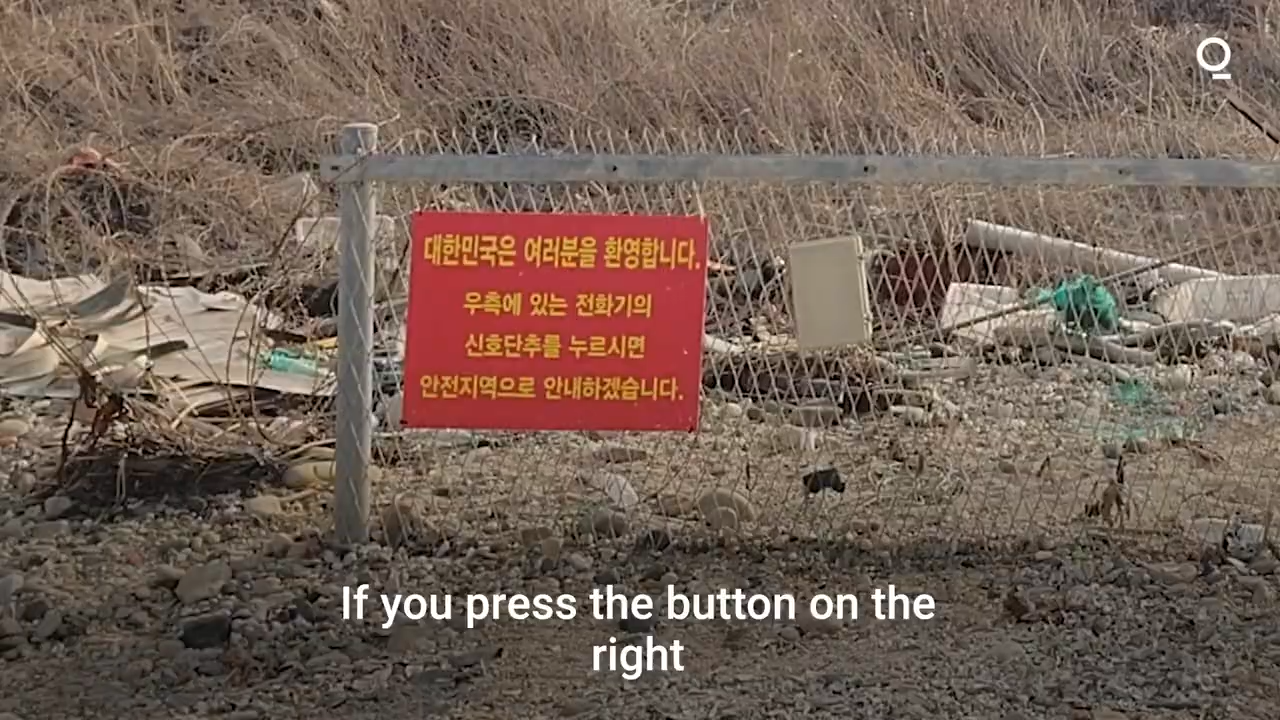 대한민국은 여러분을 환영합니다.
우측에 있는 전화기의
신호단추를 누르시면
안전지역으로 안내하겠습니다.
If you press the button on the
right